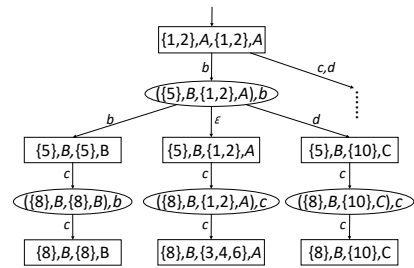 {1,2},A,{1,2},A
b c,d
({5},B,{1,2},A),b
b ε d
{5},B,{5},B {5},B,{1,2},A {5},B,{10},C
c c c
({8},B,{8},B),b ({8},B,{1,2},A),c ({8},B,{10},C),c
c c c
{8},B,{8},B {8},B,{3,4,6},A {8},B,{10},C